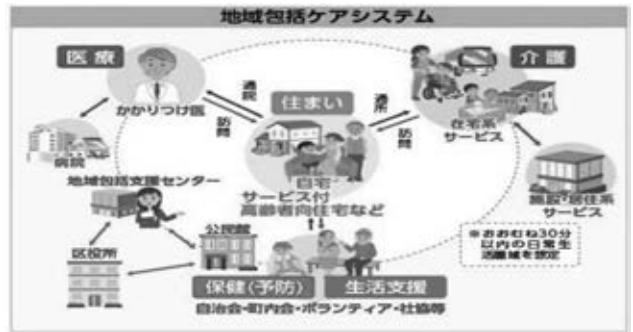 地域包括ケアシステム
医療
介護
かかりつけ医
通院
訪問
住まい
通所
訪問
在宅系
サービス
病院
自宅
サービス付
高齢者向住宅など
地域包括支援センター
施設・居住系
サービス
公民館
区役所
※おおむね30分
以内の日常生
活圏域を想定
保健(予防)
生活支援
自治会・町内会・ボランティア・社協等